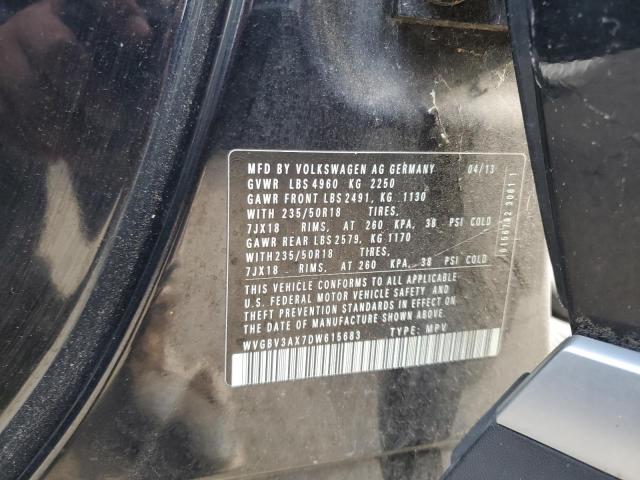 MFD BY VOLKSWAGEN AG GERMANY 04/13
GVWR LBS 4960 KG 2250
GAWR FRONT LBS 2491, KG 1130
WITH 235/50R18 TIRES,
7JX18 RIMS, AT 260 KPA, 38 PSI COLD
GAWR REAR LBS 2579, KG 1170
WITH235/50R18 TIRES,
7JX18 RIMS, AT 260 KPA, 38 PSI COLD
THIS VEHICLE CONFORMS TO ALL APPLICABLE
U.S. FEDERAL MOTOR VEHICLE SAFETY AND
THEFT PREVENTION STANDARDS IN EFFECT ON
THE DATE OF MANUFACTURE SHOWN ABOVE.
WVGBV3AX7DW615683 TYPE: MPV